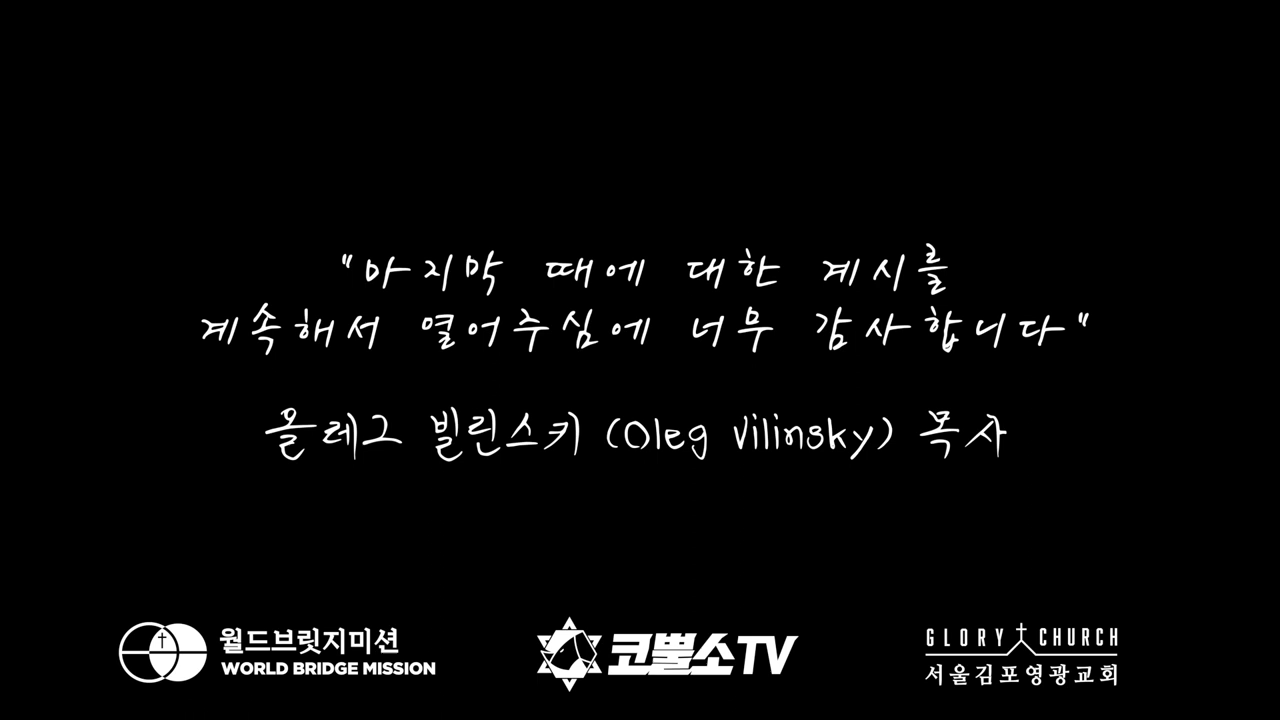 "마지막 때에 대한 계시를
계속해서 열어주심에 너무 감사합니다"
올레그 빌린스키 (Oleg Vilinsky) 목사
월드브릿지미션
WORLD BRIDGE MISSION
코뿔소TV
GLORY CHURCH
서울김포영광교회